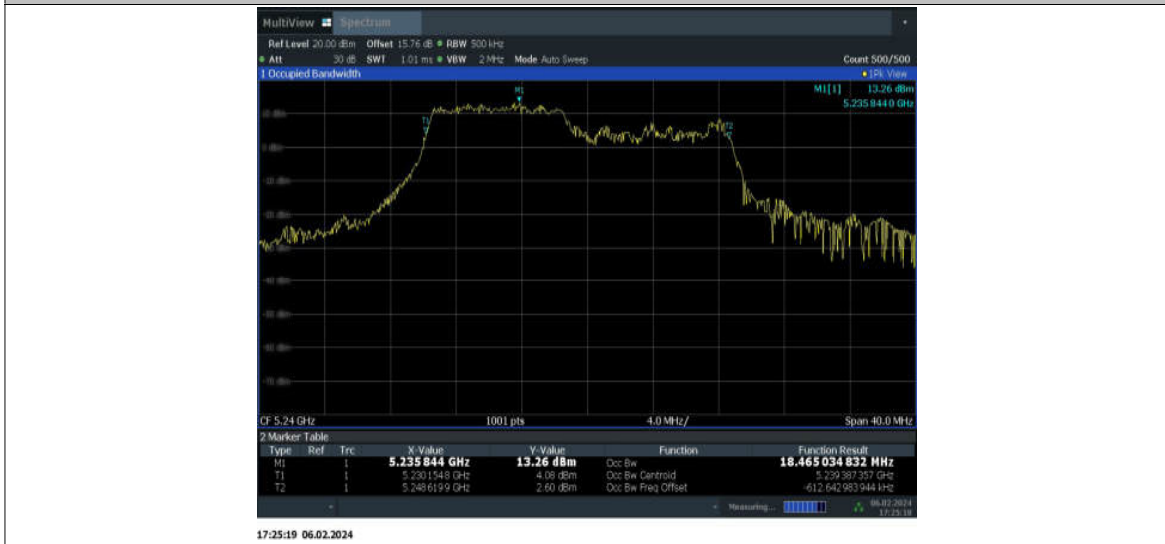 MultiView Spectrum
Ref Level 20.00 dBm Offset 15.76 dB RBW 500 kHz
Att 30 dB SWT 1.01 ms VBW 2 MHz Mode Auto Sweep Count 500/500
1 Occupied Bandwidth 1Pk View
M1[1] 13.26 dBm
5.235 844 0 GHz
M1
T1
T2
CF 5.24 GHz 1001 pts 4.0 MHz/ Span 40.0 MHz
2 Marker Table
Type Ref Trc X-Value Y-Value Function Function Result
M1 1 5.235 844 GHz 13.26 dBm Occ Bw 18.465 034 832 MHz
T1 1 5.230 154 8 GHz 4.08 dBm Occ Bw Centroid 5.239 387 357 GHz
T2 1 5.248 619 9 GHz 2.60 dBm Occ Bw Freq Offset -612.642 983 944 kHz
Measuring... 06.02.2024
17:25:19
17:25:19 06.02.2024